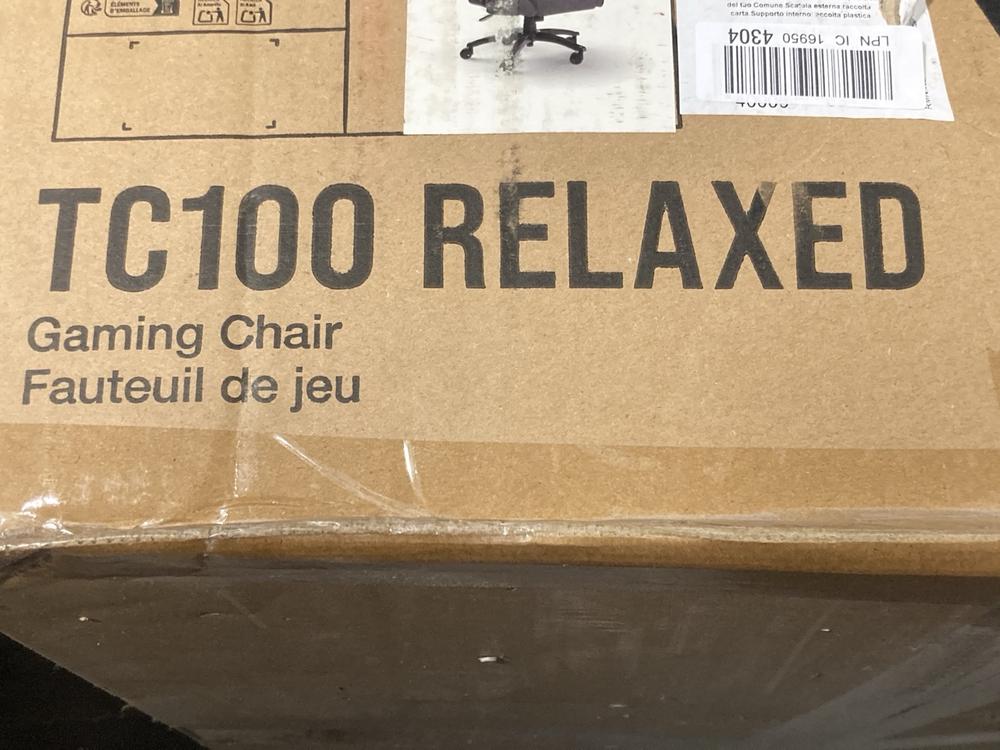 ÉLÉMENTS
D'EMBALLAGE
del tuo Comune Scatola esterna raccolta
carta Supporto interno: accolta plastica
LPN IC 16950 4304
TC100 RELAXED
Gaming Chair
Fauteuil de jeu